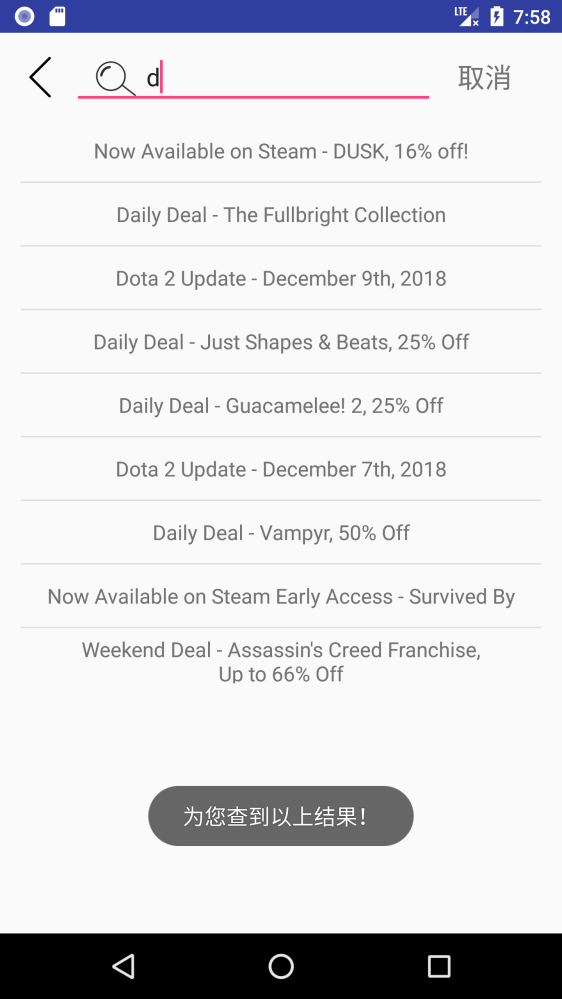 LTE 7:58
d 取消
Now Available on Steam - DUSK, 16% off!
Daily Deal - The Fullbright Collection
Dota 2 Update - December 9th, 2018
Daily Deal - Just Shapes & Beats, 25% Off
Daily Deal - Guacamelee! 2, 25% Off
Dota 2 Update - December 7th, 2018
Daily Deal - Vampyr, 50% Off
Now Available on Steam Early Access - Survived By
Weekend Deal - Assassin's Creed Franchise,
Up to 66% Off
为您查到以上结果！